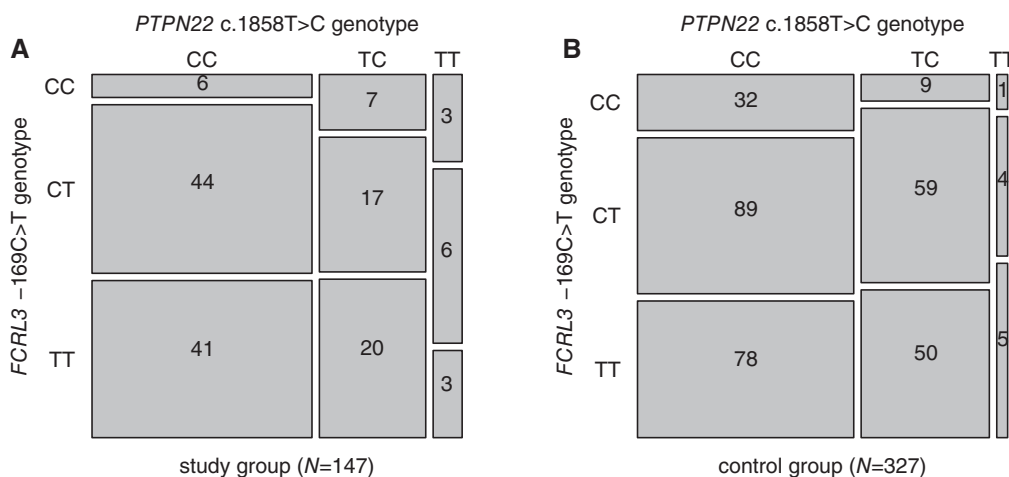 A
PTPN22 c.1858T>C genotype
CC TC TT
FCRL3 −169C>T genotype
CC 6 7 3
CT 44 17 6
TT 41 20 3
study group (N=147)
B
PTPN22 c.1858T>C genotype
CC TC TT
FCRL3 −169C>T genotype
CC 32 9 1
CT 89 59 4
TT 78 50 5
control group (N=327)